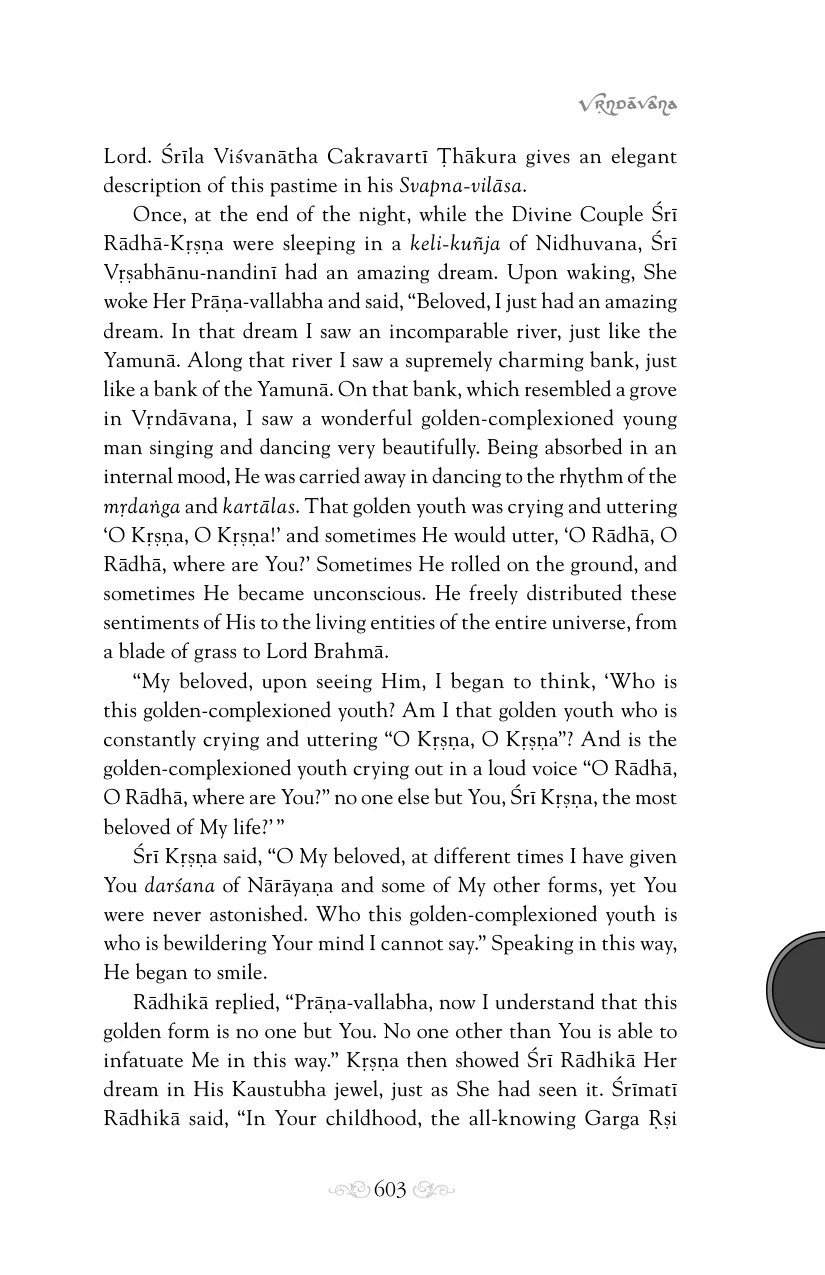 Vṛndāvana
Lord. Śrīla Viśvanātha Cakravartī Ṭhākura gives an elegant
description of this pastime in his Svapna-vilāsa.
Once, at the end of the night, while the Divine Couple Śrī
Rādhā-Kṛṣṇa were sleeping in a keli-kuñja of Nidhuvana, Śrī
Vṛṣabhānu-nandinī had an amazing dream. Upon waking, She
woke Her Prāṇa-vallabha and said, “Beloved, I just had an amazing
dream. In that dream I saw an incomparable river, just like the
Yamunā. Along that river I saw a supremely charming bank, just
like a bank of the Yamunā. On that bank, which resembled a grove
in Vṛndāvana, I saw a wonderful golden-complexioned young
man singing and dancing very beautifully. Being absorbed in an
internal mood, He was carried away in dancing to the rhythm of the
mṛdaṅga and kartālas. That golden youth was crying and uttering
‘O Kṛṣṇa, O Kṛṣṇa!’ and sometimes He would utter, ‘O Rādhā, O
Rādhā, where are You?’ Sometimes He rolled on the ground, and
sometimes He became unconscious. He freely distributed these
sentiments of His to the living entities of the entire universe, from
a blade of grass to Lord Brahmā.
“My beloved, upon seeing Him, I began to think, ‘Who is
this golden-complexioned youth? Am I that golden youth who is
constantly crying and uttering “O Kṛṣṇa, O Kṛṣṇa”? And is the
golden-complexioned youth crying out in a loud voice “O Rādhā,
O Rādhā, where are You?” no one else but You, Śrī Kṛṣṇa, the most
beloved of My life?’ ”
Śrī Kṛṣṇa said, “O My beloved, at different times I have given
You darśana of Nārāyaṇa and some of My other forms, yet You
were never astonished. Who this golden-complexioned youth is
who is bewildering Your mind I cannot say.” Speaking in this way,
He began to smile.
Rādhikā replied, “Prāṇa-vallabha, now I understand that this
golden form is no one but You. No one other than You is able to
infatuate Me in this way.” Kṛṣṇa then showed Śrī Rādhikā Her
dream in His Kaustubha jewel, just as She had seen it. Śrīmatī
Rādhikā said, “In Your childhood, the all-knowing Garga Ṛṣi
603